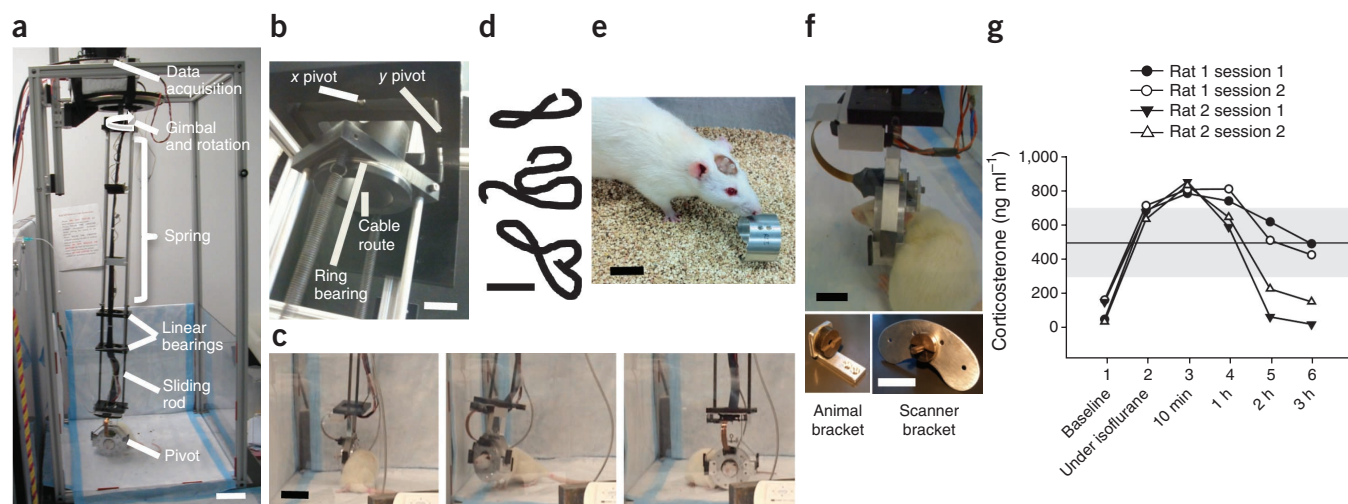 a
Data
acquisition
Gimbal
and rotation
Spring
Linear
bearings
Sliding
rod
Pivot
b
x pivot
y pivot
Cable
route
Ring
bearing
c
d
e
f
Animal
bracket
Scanner
bracket
g
Rat 1 session 1
Rat 1 session 2
Rat 2 session 1
Rat 2 session 2
Corticosterone (ng ml⁻¹)
1,000
800
600
400
200
0
1 2 3 4 5 6
Baseline
Under isoflurane
10 min
1 h
2 h
3 h